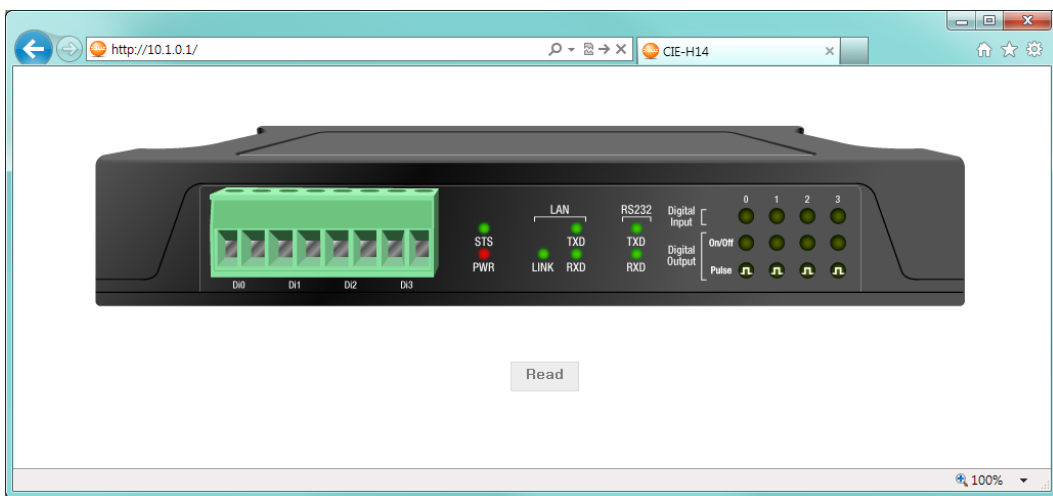 http://10.1.0.1/
CIE-H14
LAN
RS232
Digital
Input
0 1 2 3
STS
TXD
TXD
Digital
Output
On/Off
PWR
LINK
RXD
RXD
Pulse
Di0
Di1
Di2
Di3
Read
100%